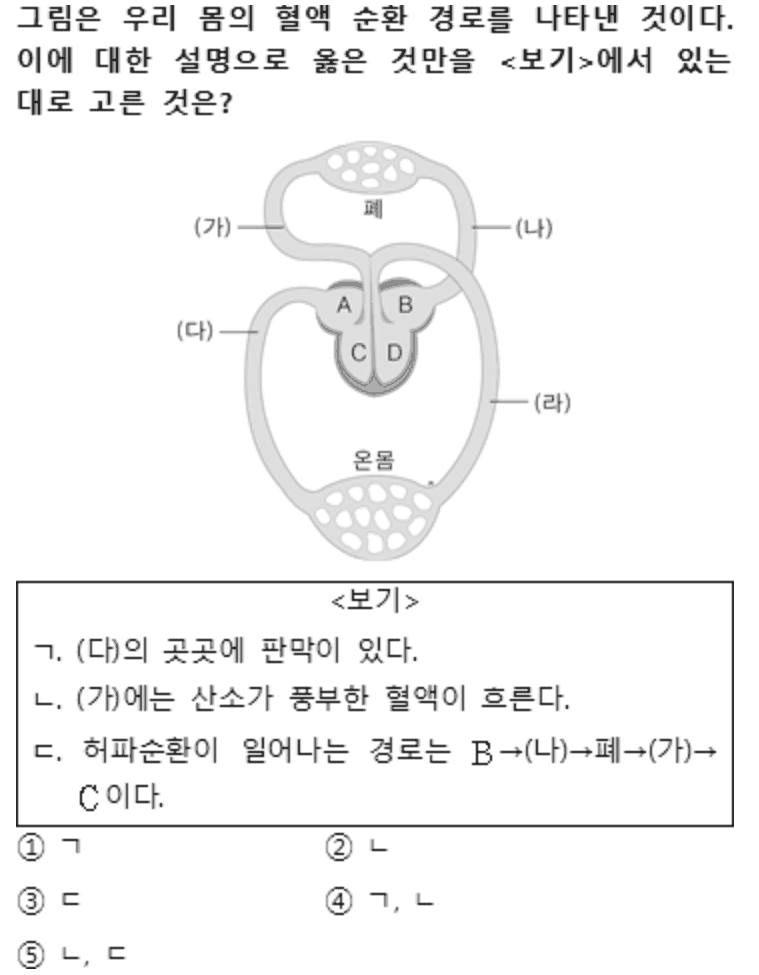 그림은 우리 몸의 혈액 순환 경로를 나타낸 것이다.
이에 대한 설명으로 옳은 것만을 <보기>에서 있는
대로 고른 것은?
폐
(가)
(나)
A
B
(다)
C
D
(라)
온몸
<보기>
ㄱ. (다)의 곳곳에 판막이 있다.
ㄴ. (가)에는 산소가 풍부한 혈액이 흐른다.
ㄷ. 허파순환이 일어나는 경로는 B→(나)→폐→(가)→
C이다.
① ㄱ
② ㄴ
③ ㄷ
④ ㄱ, ㄴ
⑤ ㄴ, ㄷ